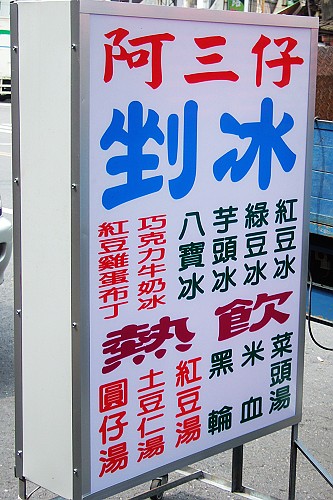 阿三仔
剉冰
紅豆冰
綠豆冰
芋頭冰
八寶冰
巧克力牛奶冰
紅豆雞蛋布丁
熱飲
菜頭湯
米血
黑輪
紅豆湯
土豆仁湯
圓仔湯